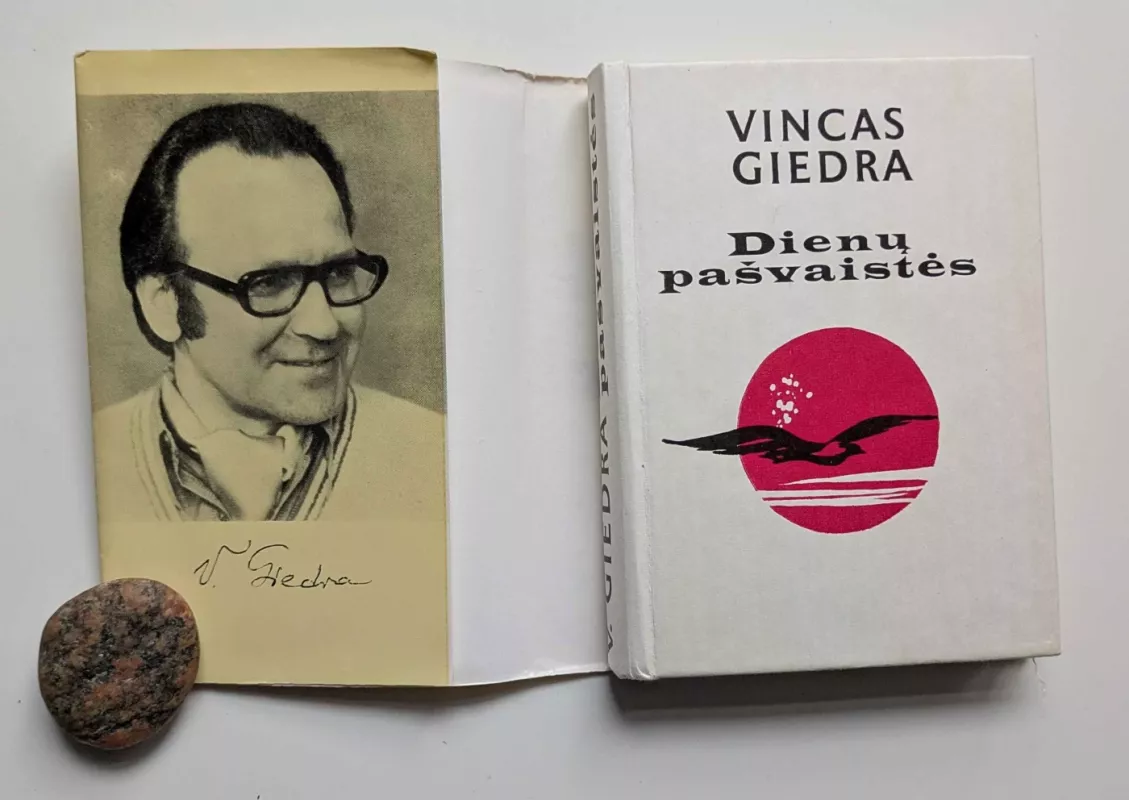 V. Giedra
V. GIEDRA pašvaistės
VINCAS
GIEDRA
Dienų
pašvaistės